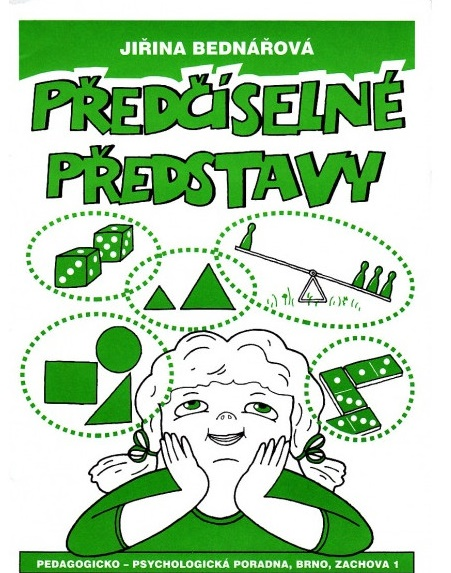 JIŘINA BEDNÁŘOVÁ
PŘEDČÍSELNÉ
PŘEDSTAVY
PEDAGOGICKO – PSYCHOLOGICKÁ PORADNA, BRNO, ZACHOVA 1